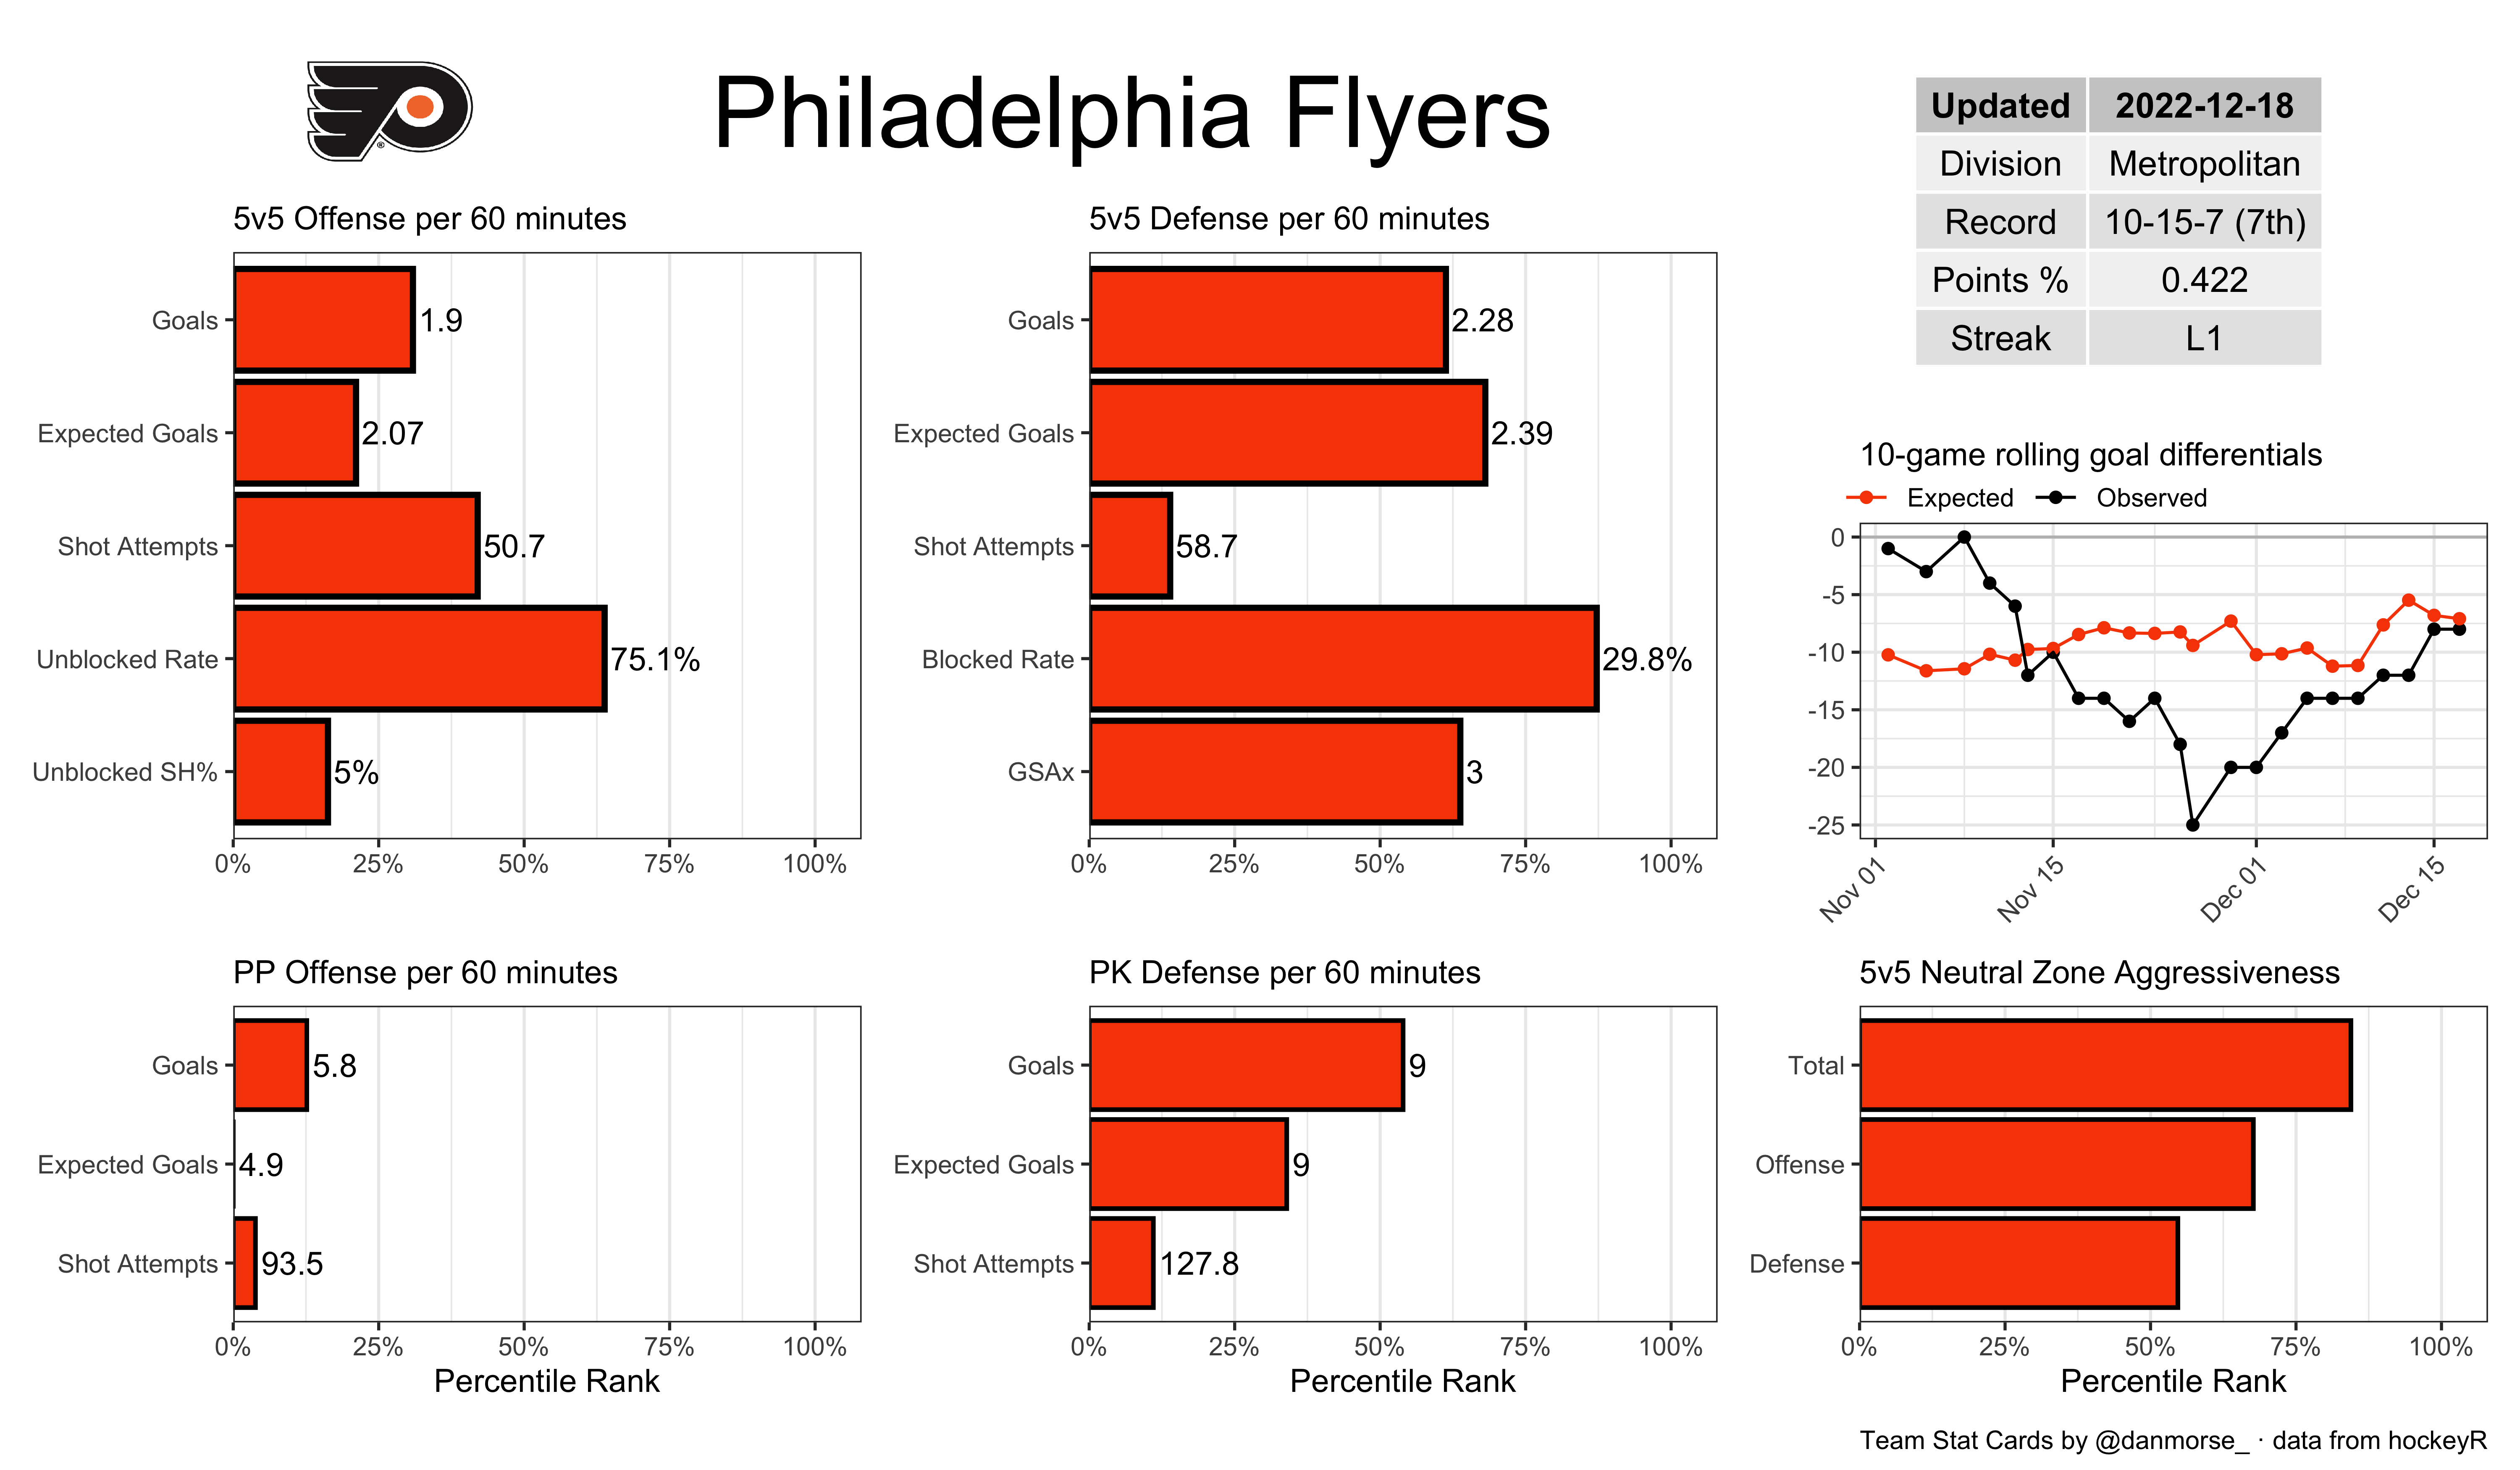 Philadelphia Flyers
Updated 2022-12-18
Division Metropolitan
Record 10-15-7 (7th)
Points % 0.422
Streak L1
5v5 Offense per 60 minutes
Goals 1.9
Expected Goals 2.07
Shot Attempts 50.7
Unblocked Rate 75.1%
Unblocked SH% 5%
0% 25% 50% 75% 100%
5v5 Defense per 60 minutes
Goals 2.28
Expected Goals 2.39
Shot Attempts 58.7
Blocked Rate 29.8%
GSAx 3
0% 25% 50% 75% 100%
10-game rolling goal differentials
Expected Observed
0
-5
-10
-15
-20
-25
Nov 01 Nov 15 Dec 01 Dec 15
PP Offense per 60 minutes
Goals 5.8
Expected Goals 4.9
Shot Attempts 93.5
0% 25% 50% 75% 100%
Percentile Rank
PK Defense per 60 minutes
Goals 9
Expected Goals 9
Shot Attempts 127.8
0% 25% 50% 75% 100%
Percentile Rank
5v5 Neutral Zone Aggressiveness
Total
Offense
Defense
0% 25% 50% 75% 100%
Percentile Rank
Team Stat Cards by @danmorse_ · data from hockeyR